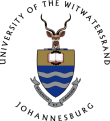 UNIVERSITY OF THE WITWATERSRAND
JOHANNESBURG